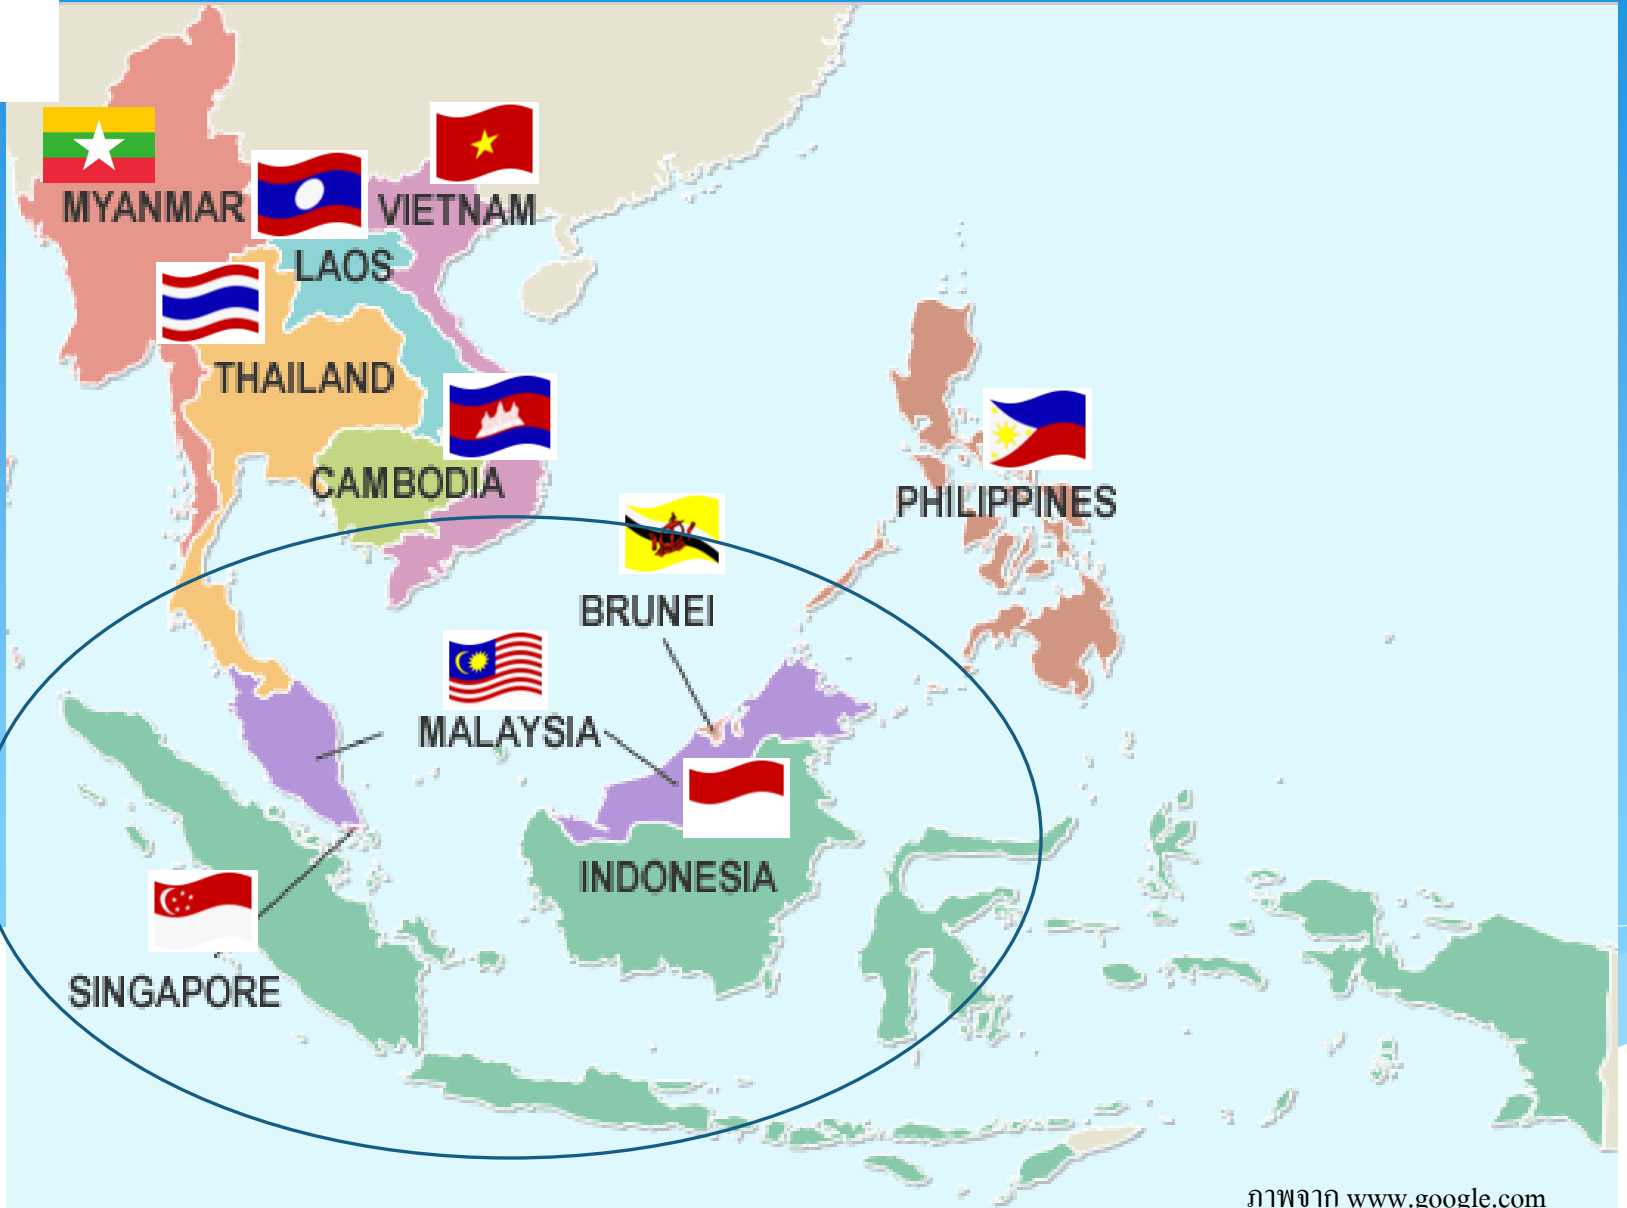 MYANMAR
VIETNAM
LAOS
THAILAND
CAMBODIA
PHILIPPINES
BRUNEI
MALAYSIA
INDONESIA
SINGAPORE
ภาพจาก www.google.com